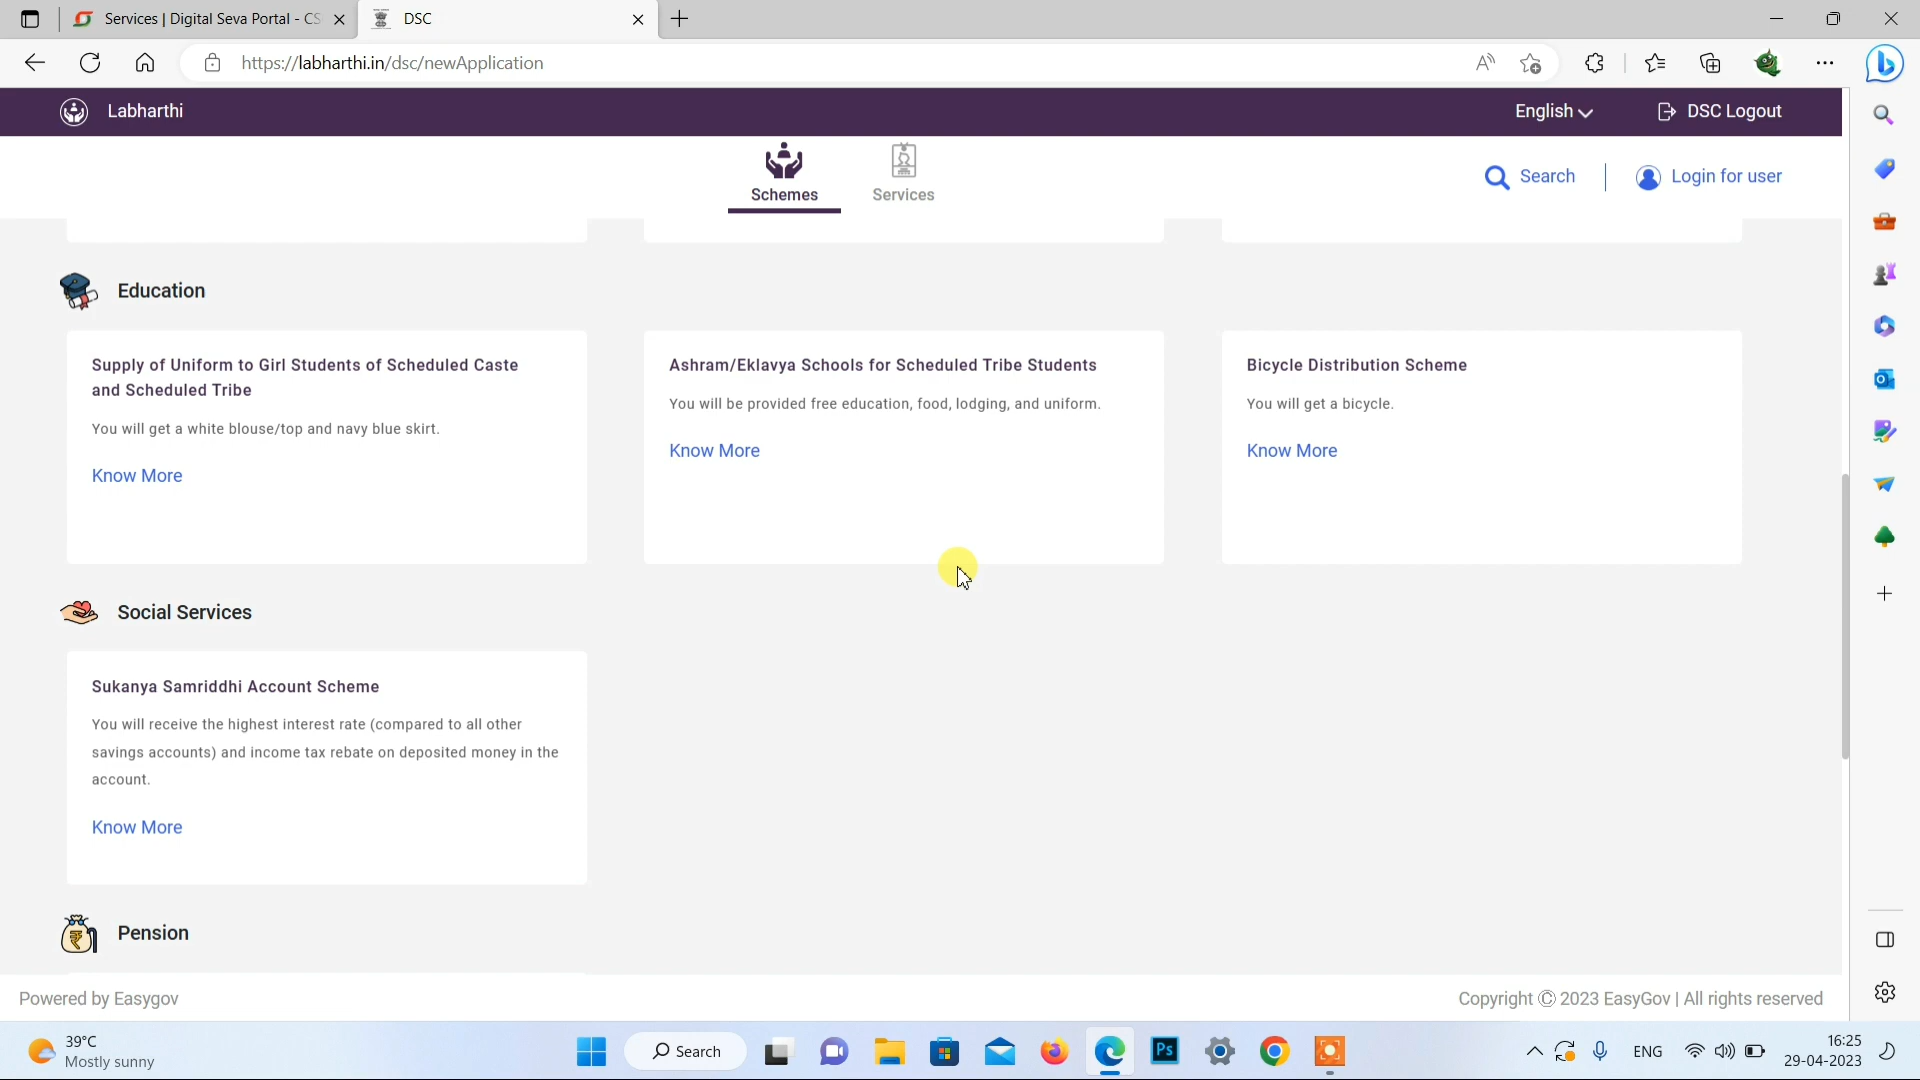 Services | Digital Seva Portal - CS
DSC
https://labharthi.in/dsc/newApplication
Labharthi
English
DSC Logout
Schemes
Services
Search
Login for user
Education
Supply of Uniform to Girl Students of Scheduled Caste
and Scheduled Tribe
You will get a white blouse/top and navy blue skirt.
Know More
Ashram/Eklavya Schools for Scheduled Tribe Students
You will be provided free education, food, lodging, and uniform.
Know More
Bicycle Distribution Scheme
You will get a bicycle.
Know More
Social Services
Sukanya Samriddhi Account Scheme
You will receive the highest interest rate (compared to all other
savings accounts) and income tax rebate on deposited money in the
account.
Know More
Pension
Powered by Easygov
Copyright © 2023 EasyGov | All rights reserved
39°C
Mostly sunny
Search
Ps
ENG
16:25
29-04-2023